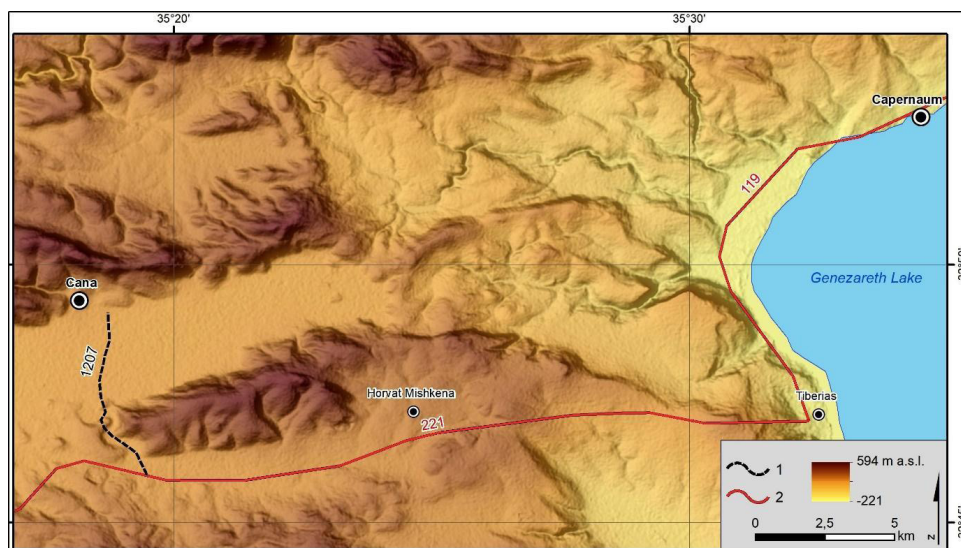 35°20'
35°30'
Capernaum
119
Genezareth Lake
Cana
1207
Horvat Mishkena
221
Tiberias
1
2
594 m a.s.l.
-221
0
2,5
5
km
N